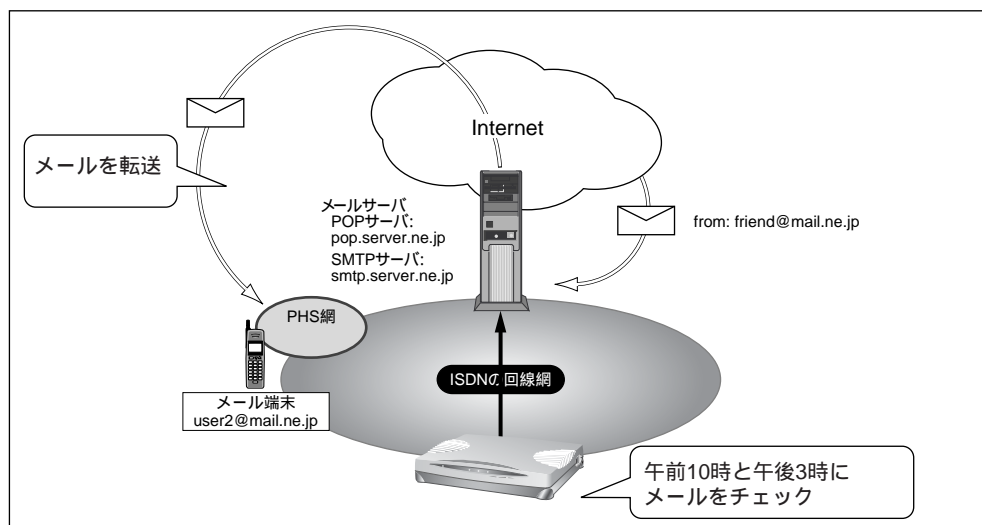 Internet
メールを転送
メールサーバ
POPサーバ:
pop.server.ne.jp
SMTPサーバ:
smtp.server.ne.jp
from: friend@mail.ne.jp
PHS網
ISDNの回線網
メール端末
user2@mail.ne.jp
午前10時と午後3時に
メールをチェック